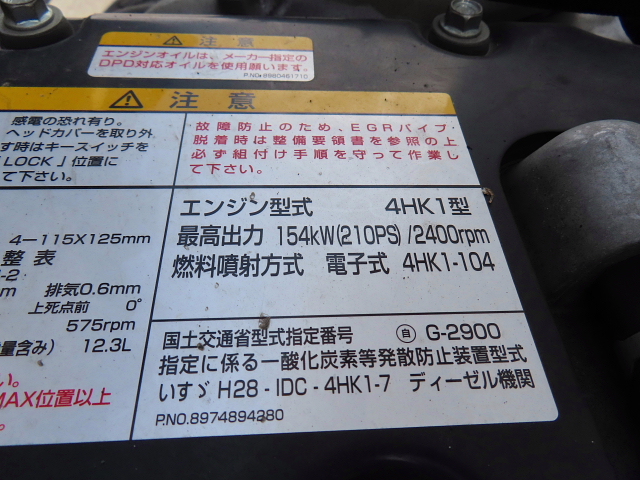 注意
エンジンオイルは、メーカー指定の
DPD対応オイルを使用願います。
P.NO.8980481710
注意
感電の恐れ有り。
ヘッドカバーを取り外
す時はキースイッチを
「LOCK」位置に
て下さい。
故障防止のため、EGRパイプ
脱着時は整備要領書を参照の上
必ず組付け手順を守って作業し
て下さい。
4-115X125mm
整表
-2
m 排気0.6mm
上死点前 0°
575rpm
量含み) 12.3L
い。
MAX位置以上
て下さい。
エンジン型式 4HK1型
最高出力 154kW(210PS)/2400rpm
燃料噴射方式 電子式 4HK1-104
国土交通省型式指定番号 自 G-2900
指定に係る一酸化炭素等発散防止装置型式
いすゞ H28-IDC-4HK1-7 ディーゼル機関
P.NO.8974894380